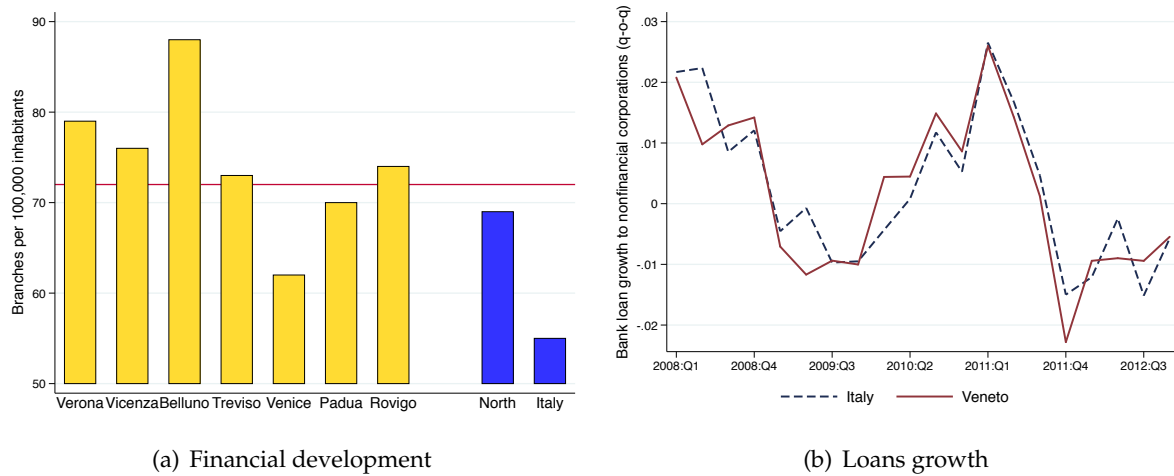 Branches per 100,000 inhabitants
90
80
70
60
50
Verona Vicenza Belluno Treviso Venice Padua Rovigo North Italy
(a) Financial development
Bank loan growth to nonfinancial corporations (q-o-q)
.03
.02
.01
0
-.01
-.02
2008:Q1 2008:Q4 2009:Q3 2010:Q2 2011:Q1 2011:Q4 2012:Q3
Italy Veneto
(b) Loans growth